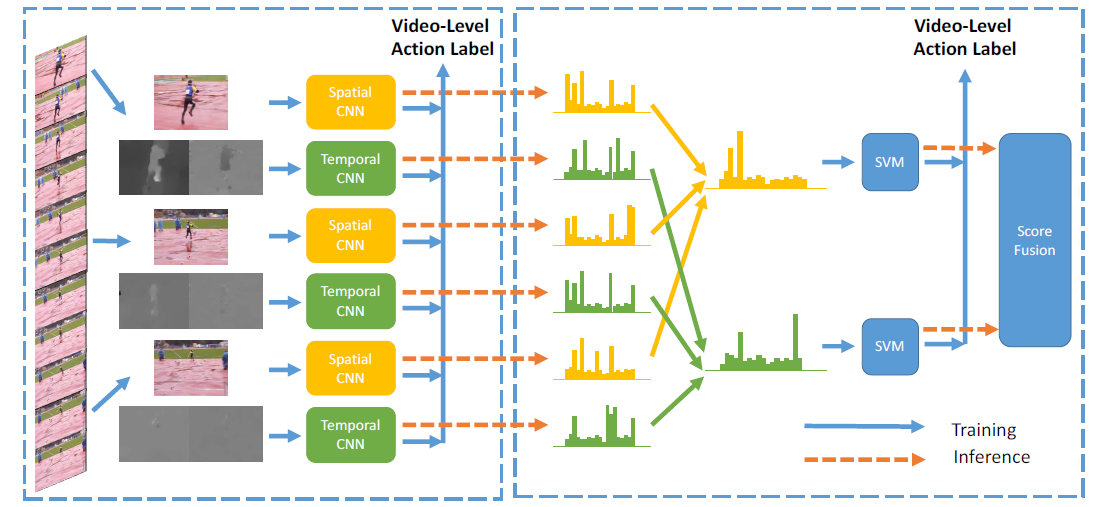 Video-Level
Action Label
Spatial
CNN
Temporal
CNN
Spatial
CNN
Temporal
CNN
Spatial
CNN
Temporal
CNN
Video-Level
Action Label
SVM
SVM
Score
Fusion
Training
Inference